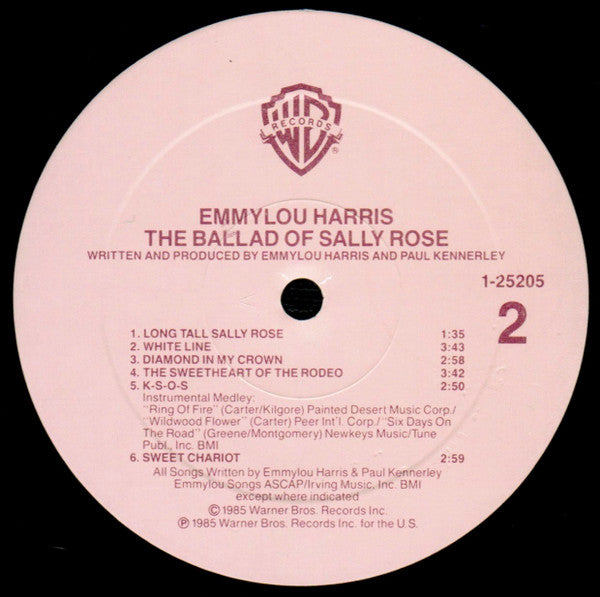 WB
RECORDS
EMMYLOU HARRIS
THE BALLAD OF SALLY ROSE
WRITTEN AND PRODUCED BY EMMYLOU HARRIS AND PAUL KENNERLEY
1-25205
2
1. LONG TALL SALLY ROSE 1:35
2. WHITE LINE 3:43
3. DIAMOND IN MY CROWN 2:58
4. THE SWEETHEART OF THE RODEO 3:42
5. K-S-O-S 2:50
Instrumental Medley:
"Ring Of Fire" (Carter/Kilgore) Painted Desert Music Corp./
"Wildwood Flower" (Carter) Peer Int'l. Corp./ "Six Days On
The Road" (Greene/Montgomery) Newkeys Music/Tune
Publ., Inc. BMI
6. SWEET CHARIOT 2:59
All Songs Written by Emmylou Harris & Paul Kennerley
Emmylou Songs ASCAP/Irving Music, Inc. BMI
except where indicated
©1985 Warner Bros. Records Inc.
℗1985 Warner Bros. Records Inc. for the U.S.